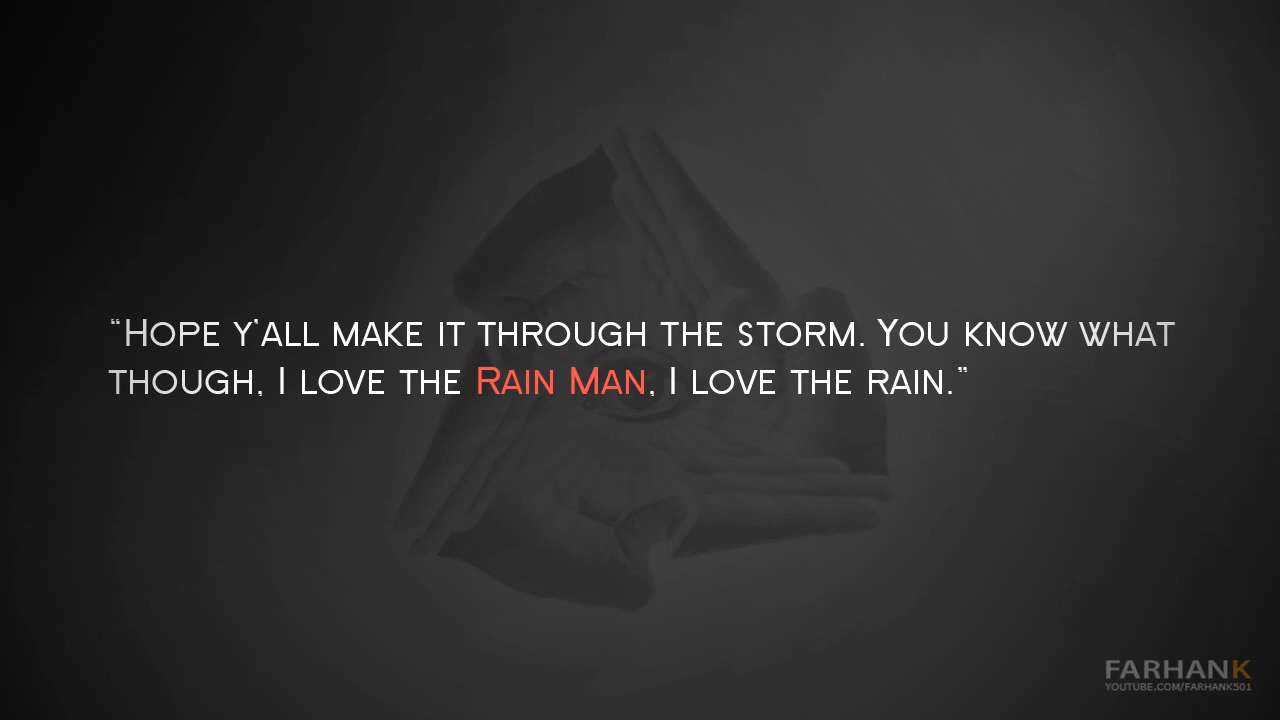 “Hope y’all make it through the storm. You know what
though, I love the Rain Man, I love the rain.”
FARHANK
YOUTUBE.COM/FARHANK501